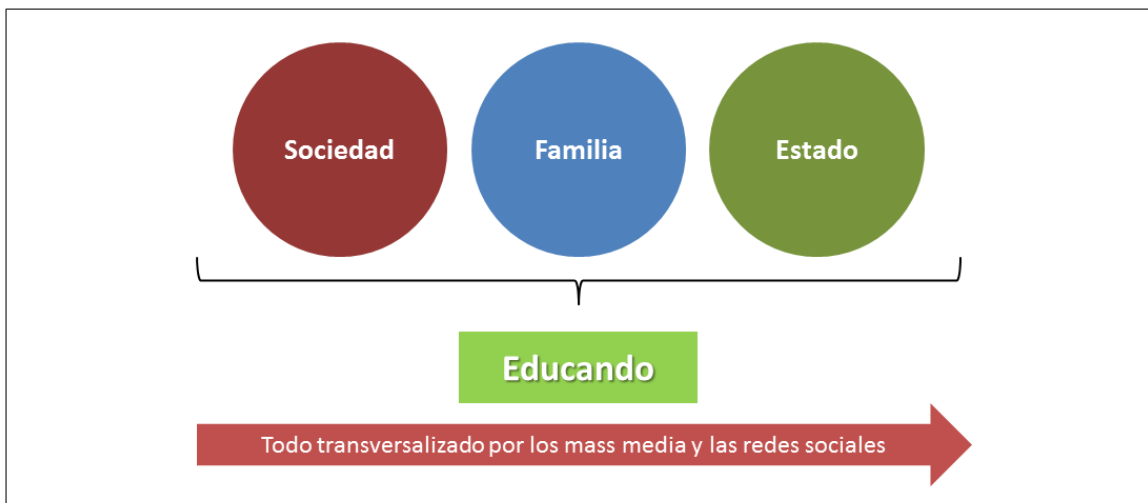 Sociedad
Familia
Estado
Educando
Todo transversalizado por los mass media y las redes sociales